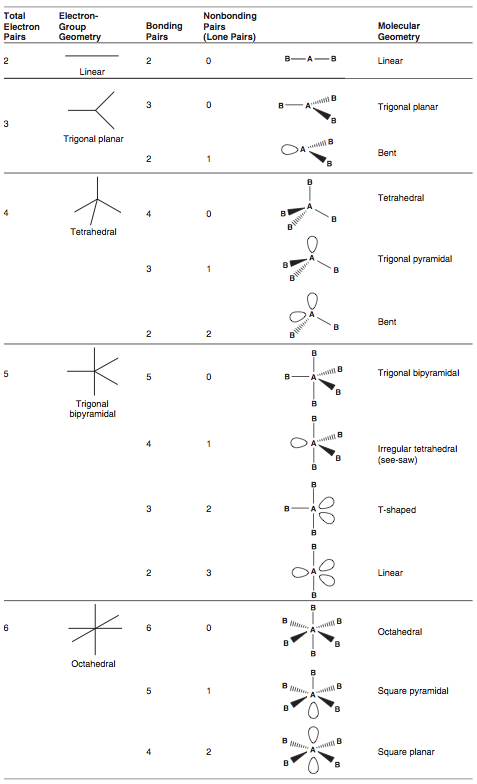 Total Electron Pairs
Electron-Group Geometry
Bonding Pairs
Nonbonding Pairs (Lone Pairs)
Molecular Geometry
2
Linear
2
0
B A B
Linear
3
Trigonal planar
3
0
B A B B
Trigonal planar
2
1
A B B
Bent
4
Tetrahedral
4
0
B A B B B
Tetrahedral
3
1
B A B B
Trigonal pyramidal
2
2
A B B
Bent
5
Trigonal bipyramidal
5
0
B B A B B B
Trigonal bipyramidal
4
1
B A B B B
Irregular tetrahedral
(see-saw)
3
2
B B A B
T-shaped
2
3
B A B
Linear
6
Octahedral
6
0
B B B A B B B
Octahedral
5
1
B B B A B B
Square pyramidal
4
2
B B A B B
Square planar